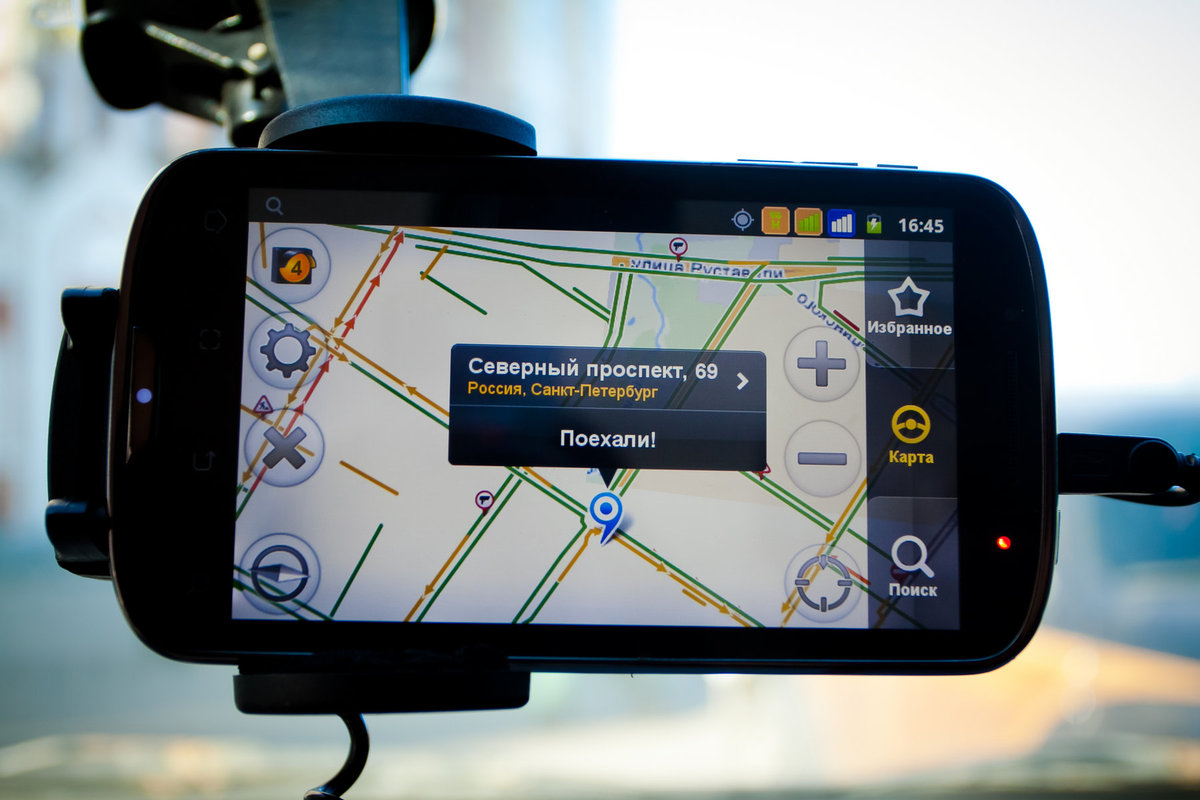 16:45
4
улица Руставели
Избранное
Северный проспект, 69
Россия, Санкт-Петербург
Поехали!
Карта
Поиск